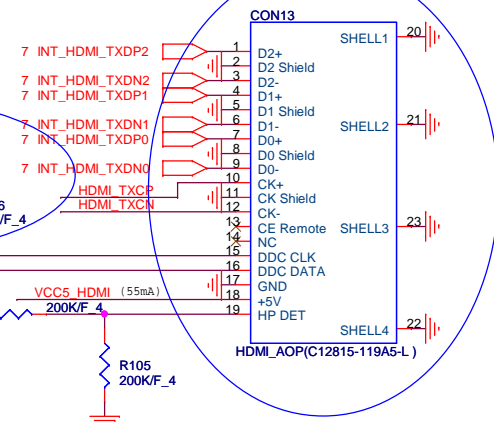 CON13
SHELL1 20
7 INT_HDMI_TXDP2 1 D2+
2 D2 Shield
7 INT_HDMI_TXDN2 3 D2-
7 INT_HDMI_TXDP1 4 D1+
5 D1 Shield
7 INT_HDMI_TXDN1 6 D1-
SHELL2 21
7 INT_HDMI_TXDP0 7 D0+
8 D0 Shield
7 INT_HDMI_TXDN0 9 D0-
10 CK+
HDMI_TXCP 11 CK Shield
HDMI_TXCN 12 CK-
6
/F_4
13 CE Remote
SHELL3 23
14 NC
15 DDC CLK
16 DDC DATA
17 GND
VCC5_HDMI (55mA) 18 +5V
200K/F_4 19 HP DET
SHELL4 22
HDMI_AOP(C12815-119A5-L )
R105
200K/F_4